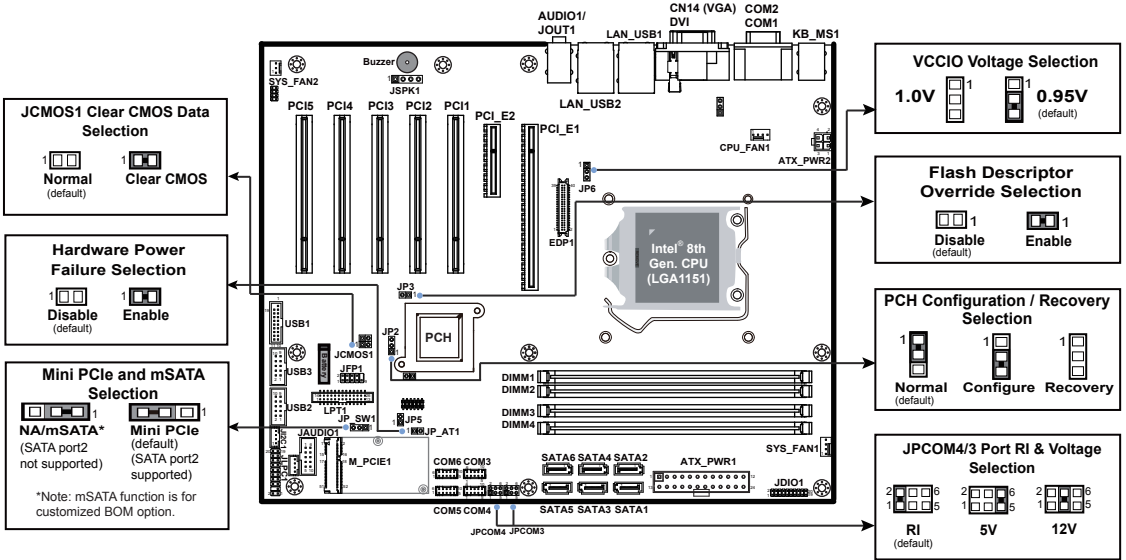 AUDIO1/
JOUT1
LAN_USB1
CN14 (VGA)
DVI
COM2
COM1
KB_MS1
SYS_FAN2
Buzzer
1
JSPK1
LAN_USB2
PCI5 PCI4 PCI3 PCI2 PCI1
PCI_E2
PCI_E1
CPU_FAN1
ATX_PWR2
1
JP6
EDP1
Intel® 8th
Gen. CPU
(LGA1151)
JP3
1
PCH
JP2
USB1
JCMOS1
Battery
JFP1
USB3
LPT1
USB2
JP_SW1
JP5
JP_AT1
JAUDIO1
M_PCIE1
DIMM1
DIMM2
DIMM3
DIMM4
SYS_FAN1
COM6 COM3
COM5 COM4
SATA6 SATA4 SATA2
SATA5 SATA3 SATA1
ATX_PWR1
JDIO1
JPCOM4 JPCOM3
JCMOS1 Clear CMOS Data
Selection
1
1
Normal
(default)
Clear CMOS
Hardware Power
Failure Selection
1
1
Disable
(default)
Enable
Mini PCIe and mSATA
Selection
1
1
NA/mSATA*
(SATA port2
not supported)
Mini PCIe
(default)
(SATA port2
supported)
*Note: mSATA function is for
customized BOM option.
VCCIO Voltage Selection
1.0V
1
1
0.95V
(default)
Flash Descriptor
Override Selection
1
1
Disable
(default)
Enable
PCH Configuration / Recovery
Selection
1
1
1
Normal
(default)
Configure
Recovery
JPCOM4/3 Port RI & Voltage
Selection
2 6 2 6 2 6
1 5 1 5 1 5
RI
(default)
5V
12V